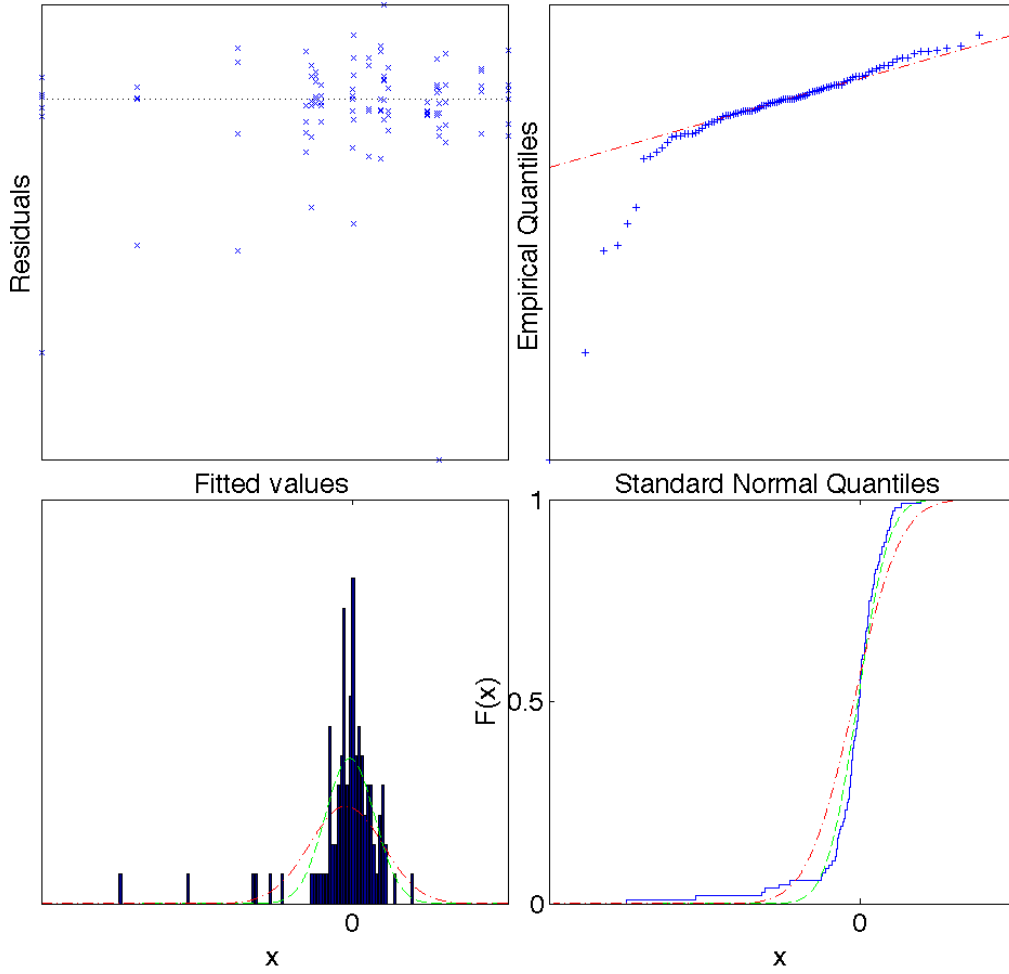 Residuals
Fitted values
Empirical Quantiles
Standard Normal Quantiles
0
x
F(x)
1
0.5
0
0
x